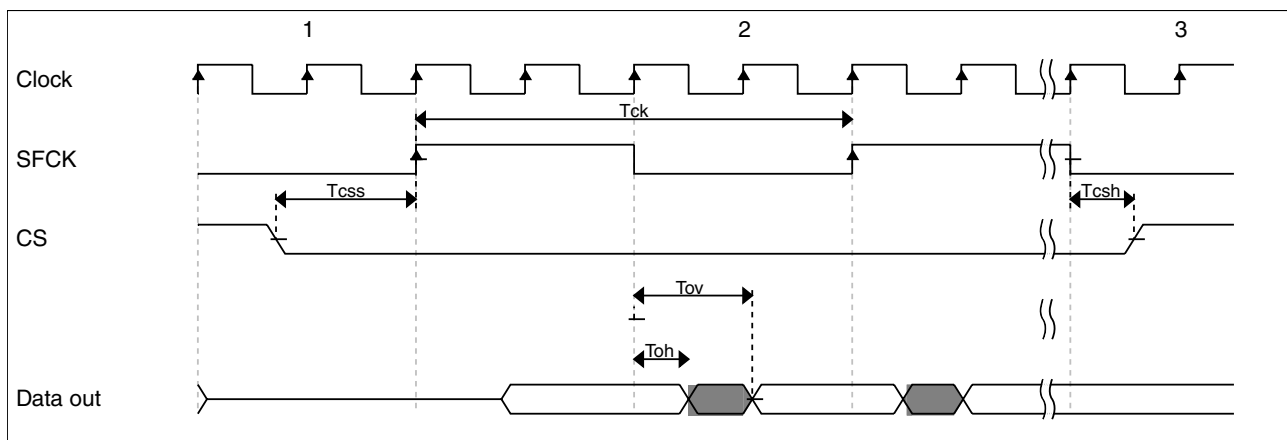 1 2 3
Clock
Tck
SFCK
Tcss Tcsh
CS
Tov
Toh
Data out